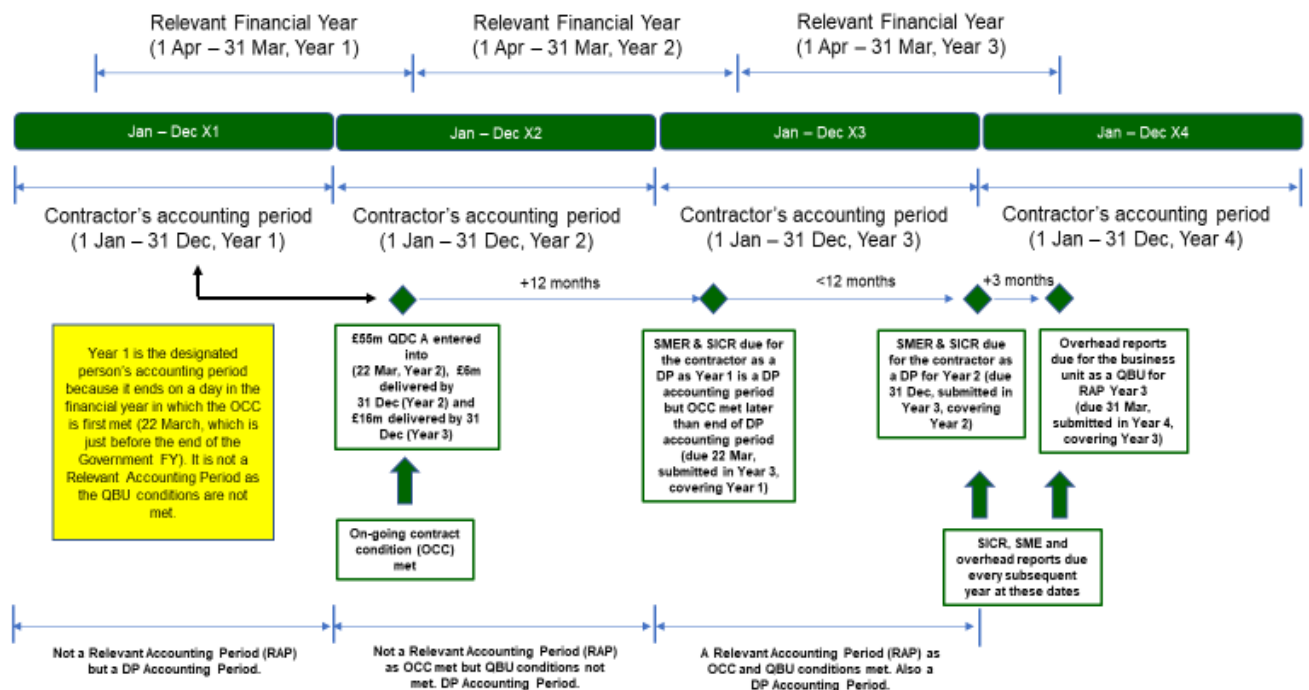 Relevant Financial Year
(1 Apr – 31 Mar, Year 1)
Relevant Financial Year
(1 Apr – 31 Mar, Year 2)
Relevant Financial Year
(1 Apr – 31 Mar, Year 3)
Jan – Dec X1
Jan – Dec X2
Jan – Dec X3
Jan – Dec X4
Contractor's accounting period
(1 Jan – 31 Dec, Year 1)
Contractor's accounting period
(1 Jan – 31 Dec, Year 2)
Contractor's accounting period
(1 Jan – 31 Dec, Year 3)
Contractor's accounting period
(1 Jan – 31 Dec, Year 4)
+12 months
<12 months
+3 months
Year 1 is the designated
person's accounting period
because it ends on a day in the
financial year in which the OCC
is first met (22 March, which is
just before the end of the
Government FY). It is not a
Relevant Accounting Period as
the QBU conditions are not
met.
£55m QDC A entered
into
(22 Mar, Year 2), £6m
delivered by
31 Dec (Year 2) and
£16m delivered by 31
Dec (Year 3)
SMER & SICR due for
the contractor as a DP
as Year 1 is a DP
accounting period
but OCC met later
than end of DP
accounting period
(due 22 Mar,
submitted in Year 3,
covering Year 1)
SMER & SICR due
for the contractor as
a DP for Year 2 (due
31 Dec, submitted in
Year 3, covering
Year 2)
Overhead reports
due for the business
unit as a QBU for
RAP Year 3
(due 31 Mar,
submitted in Year 4,
covering Year 3)
On-going contract
condition (OCC)
met
SICR, SME and
overhead reports due
every subsequent
year at these dates
Not a Relevant Accounting Period (RAP)
but a DP Accounting Period.
Not a Relevant Accounting Period (RAP)
as OCC met but QBU conditions not
met. DP Accounting Period.
A Relevant Accounting Period (RAP) as
OCC and QBU conditions met. Also a
DP Accounting Period.